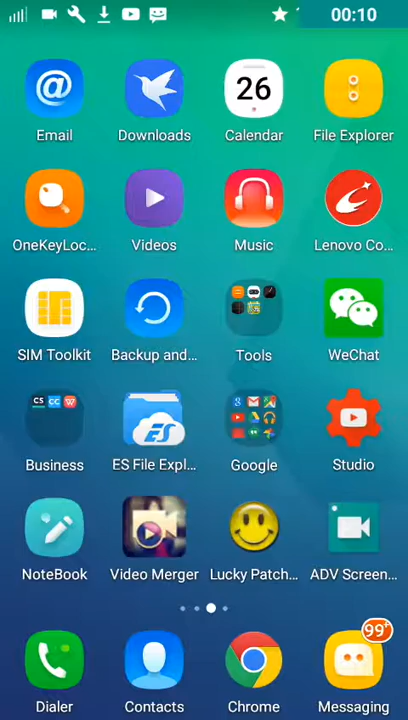 00:10
@
26
Email
Downloads
Calendar
File Explorer
OneKeyLoc...
Videos
Music
Lenovo Co...
SIM Toolkit
Backup and...
Tools
WeChat
CS CC W
ES
Business
ES File Expl...
Google
Studio
NoteBook
Video Merger
Lucky Patch...
ADV Screen...
99+
Dialer
Contacts
Chrome
Messaging